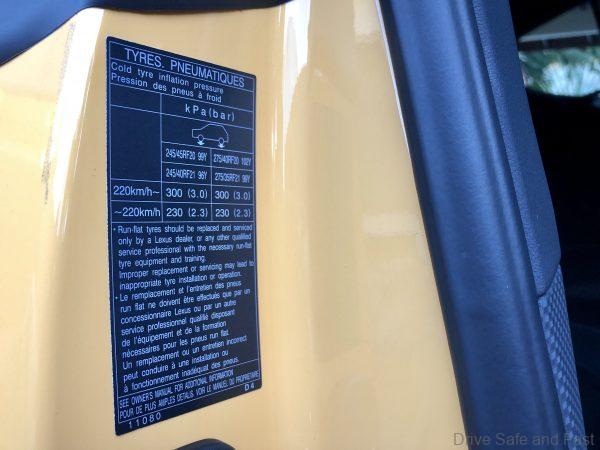 TYRES. PNEUMATIQUES
Cold tyre inflation pressure
Pression des pneus à froid
kPa(bar)
245/45RF20 99Y 275/40RF20 102Y
245/40RF21 96Y 275/35RF21 99Y
220km/h~ 300 (3.0) 300 (3.0)
~220km/h 230 (2.3) 230 (2.3)
• Run-flat tyres should be replaced and serviced
only by a Lexus dealer, or any other qualified
service professional with the necessary run-flat
tyre equipment and training.
Improper replacement or servicing may lead to
inappropriate tyre installation or operation.
• Le remplacement et l'entretien des pneus
run flat ne doivent être effectués que par un
concessionnaire Lexus ou par un autre
service professionnel qualifié disposant
de l'équipement et de la formation
nécessaires pour les pneus run flat.
Un remplacement ou un entretien incorrect
peut conduire à une installation ou
à fonctionnement inadéquat des pneus.
SEE OWNER'S MANUAL FOR ADDITIONAL INFORMATION
POUR DE PLUS AMPLES DETAILS VOIR LE MANUEL DU PROPRIETAIRE
11080 D4
Drive Safe and Fast